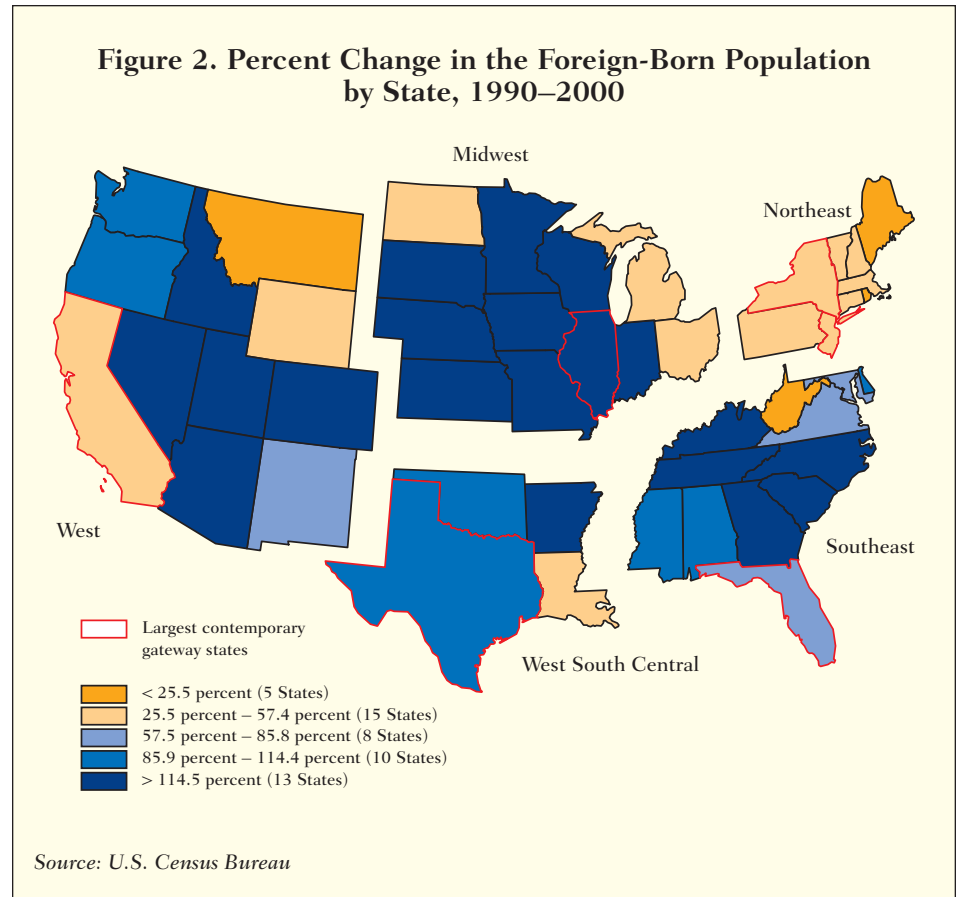 Figure 2. Percent Change in the Foreign-Born Population
by State, 1990–2000
Midwest
Northeast
West
Southeast
West South Central
Largest contemporary
gateway states
< 25.5 percent (5 States)
25.5 percent – 57.4 percent (15 States)
57.5 percent – 85.8 percent (8 States)
85.9 percent – 114.4 percent (10 States)
> 114.5 percent (13 States)
Source: U.S. Census Bureau